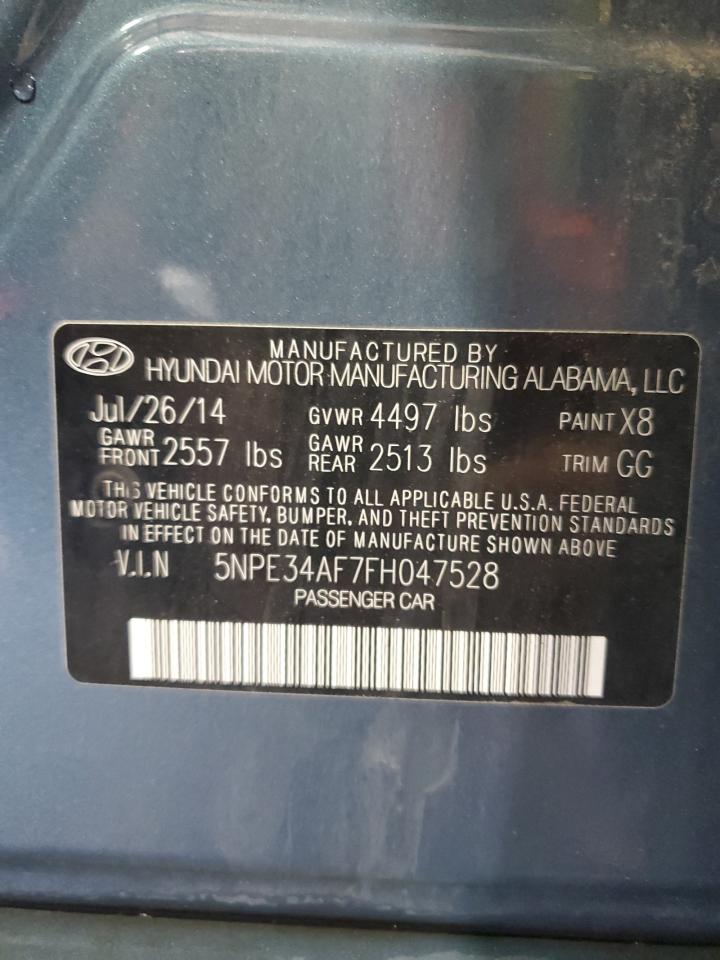 MANUFACTURED BY
HYUNDAI MOTOR MANUFACTURING ALABAMA, LLC
Jul/26/14 GVWR 4497 lbs PAINT X8
GAWR FRONT 2557 lbs GAWR REAR 2513 lbs TRIM GG
THIS VEHICLE CONFORMS TO ALL APPLICABLE U.S.A. FEDERAL
MOTOR VEHICLE SAFETY, BUMPER, AND THEFT PREVENTION STANDARDS
IN EFFECT ON THE DATE OF MANUFACTURE SHOWN ABOVE
V.I.N 5NPE34AF7FH047528
PASSENGER CAR